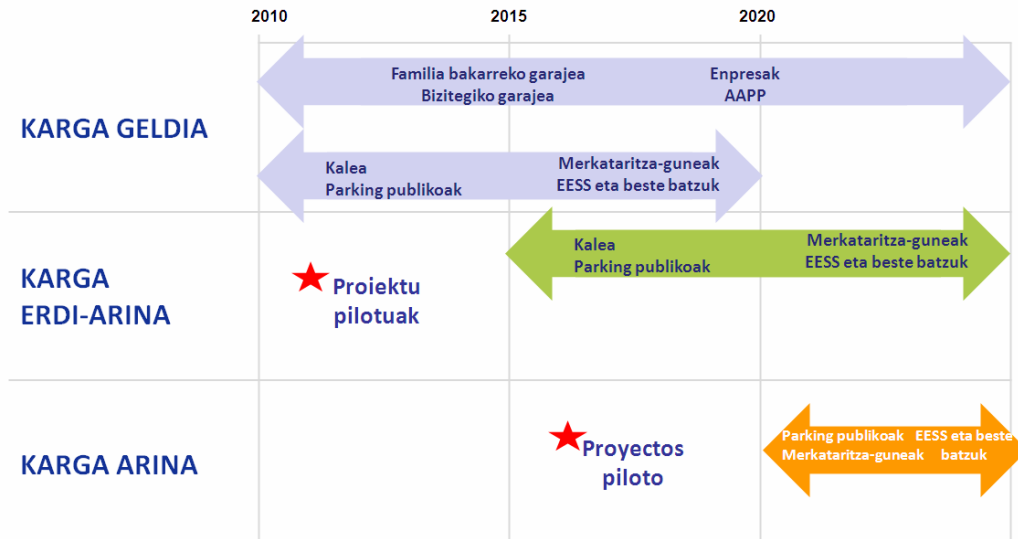 2010 2015 2020
KARGA GELDIA
Familia bakarreko garajea Enpresak
Bizitegiko garajea AAPP
Kalea Merkataritza-guneak
Parking publikoak EESS eta beste batzuk
KARGA
ERDI-ARINA
Kalea Merkataritza-guneak
Parking publikoak EESS eta beste batzuk
Proiektu
pilotuak
KARGA ARINA
Proyectos
piloto
Parking publikoak EESS eta beste
Merkataritza-guneak batzuk